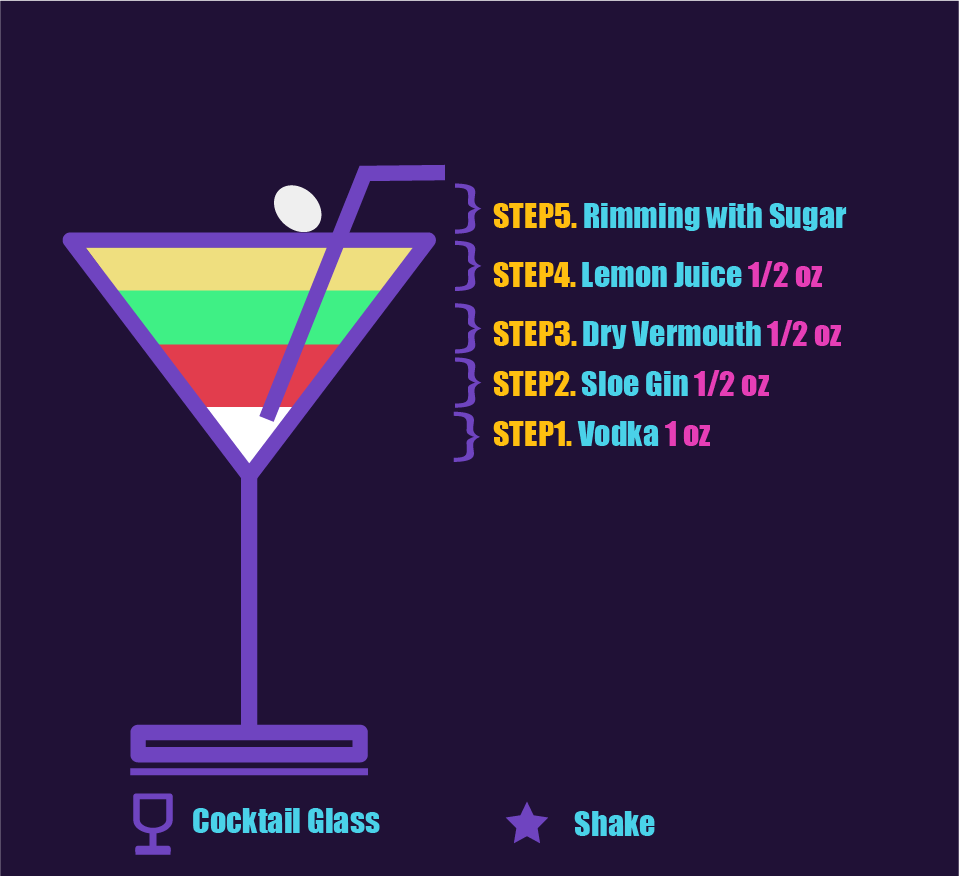 STEP5. Rimming with Sugar
STEP4. Lemon Juice 1/2 oz
STEP3. Dry Vermouth 1/2 oz
STEP2. Sloe Gin 1/2 oz
STEP1. Vodka 1 oz
Cocktail Glass
Shake